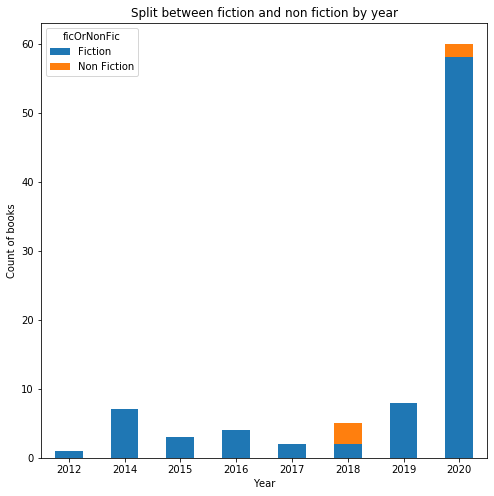 Split between fiction and non fiction by year
ficOrNonFic
Fiction
Non Fiction
60
50
40
30
20
10
0
Count of books
2012 2014 2015 2016 2017 2018 2019 2020
Year